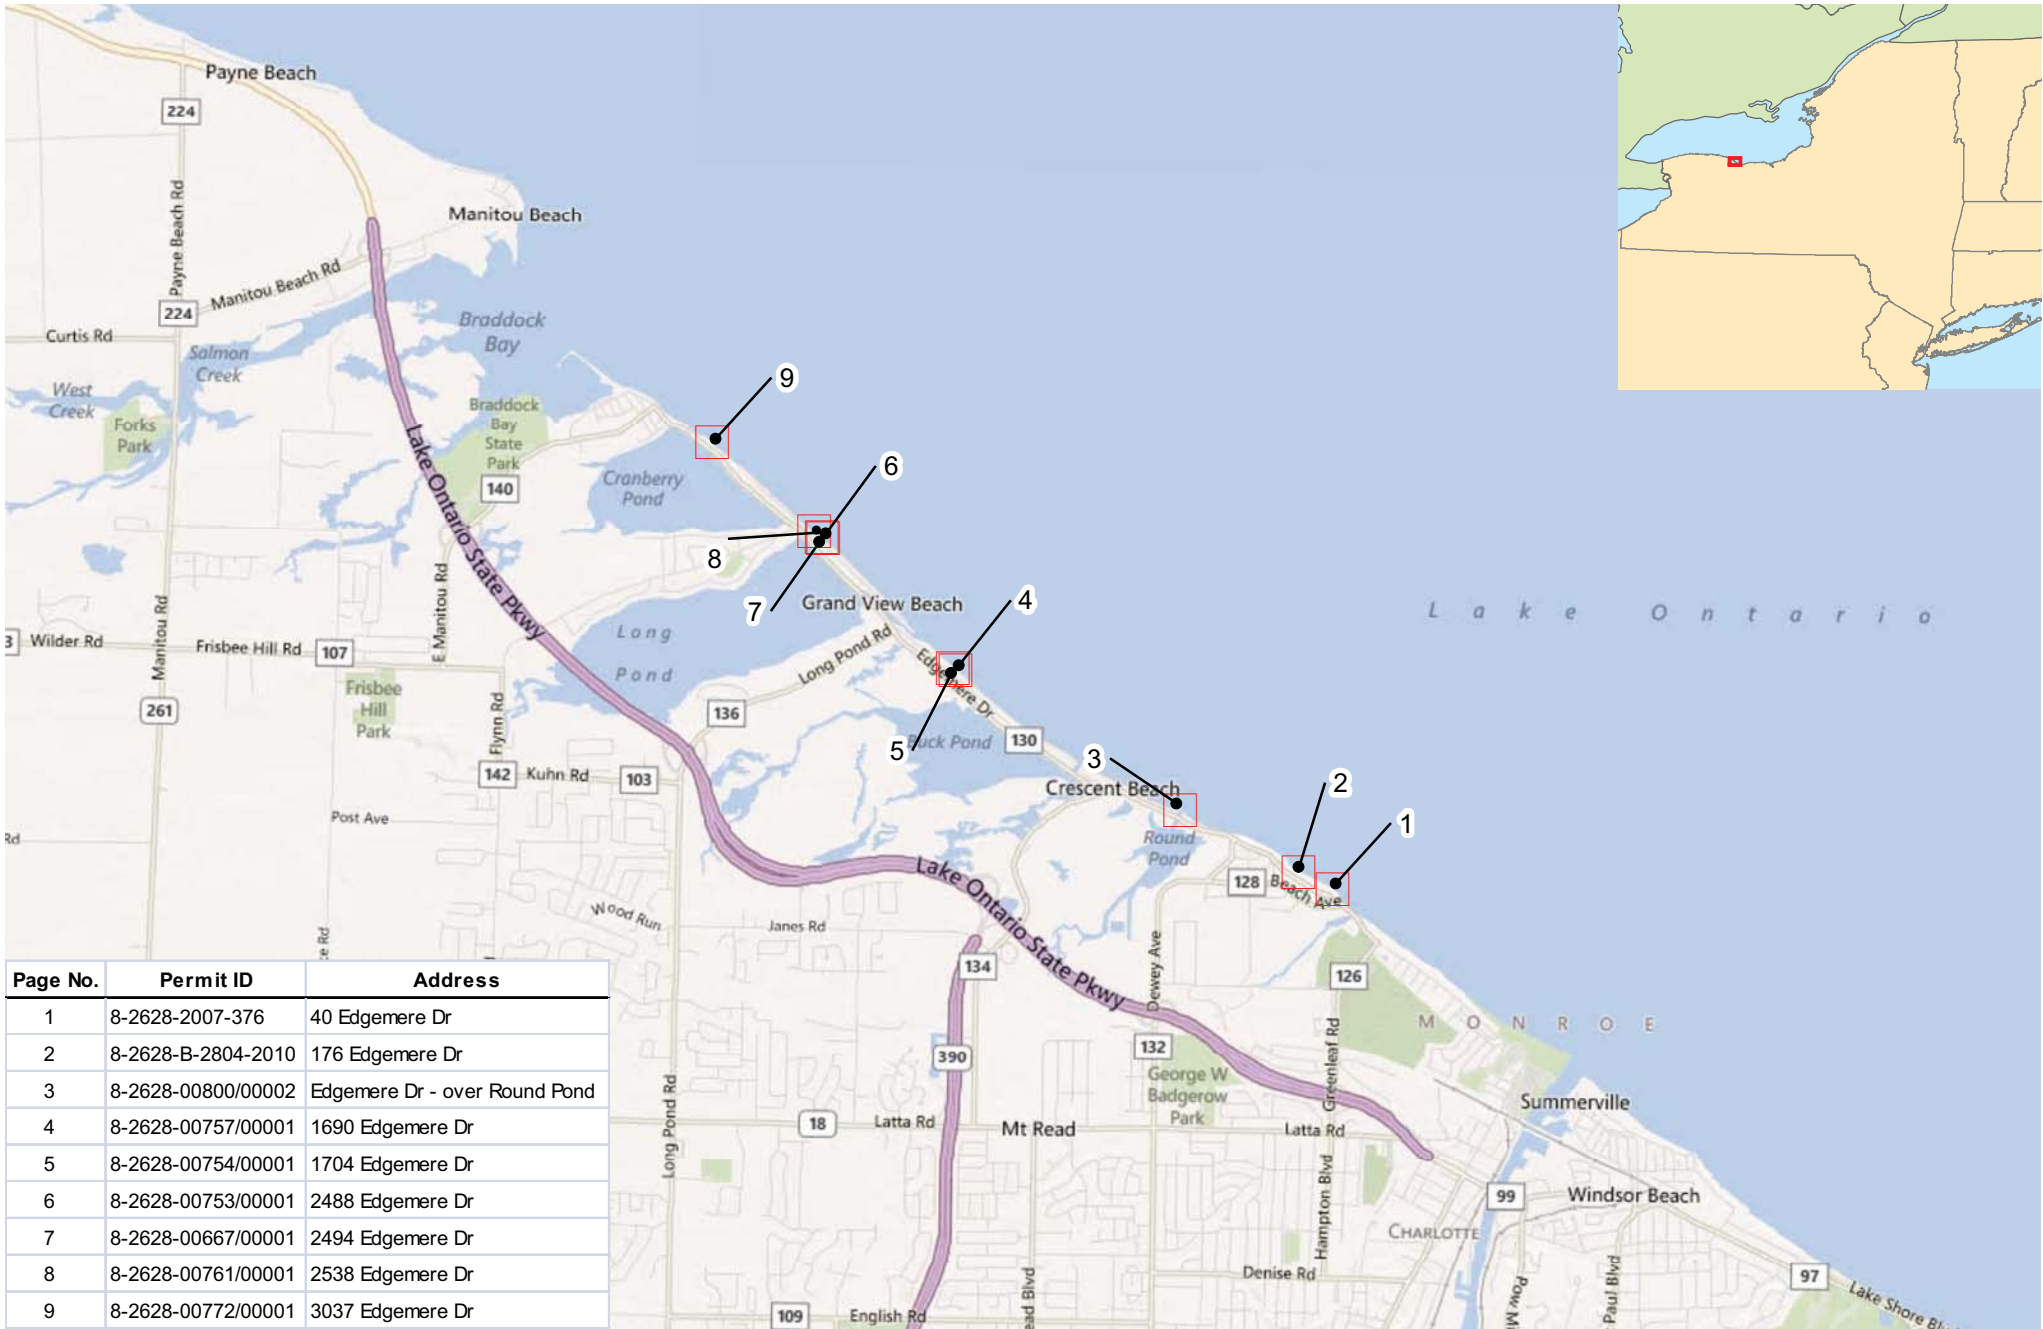 Payne Beach
224
Payne Beach Rd
Manitou Beach
Manitou Beach Rd
224
Curtis Rd
Salmon
Creek
West
Creek
Forks
Park
Braddock
Bay
Braddock
Bay
State
Park
140
Lake Ontario State Pkwy
Cranberry
Pond
9
6
8
7
Grand View Beach
4
Lake Ontario
Long
Pond
Long Pond Rd
Edgemere Dr
E Manitou Rd
Manitou Rd
Wilder Rd
Frisbee Hill Rd
107
Frisbee
Hill
Park
261
Flynn Rd
136
5
Buck Pond
130
3
Crescent Beach
2
1
142
Kuhn Rd
103
Post Ave
Rd
Round
Pond
128
Beach Ave
Lake Ontario State Pkwy
Wood Run
Janes Rd
134
Dewey Ave
126
MONROE
390
132
George W
Badgerow
Park
Greenleaf Rd
Summerville
Long Pond Rd
18
Latta Rd
Mt Read
Latta Rd
Hampton Blvd
99
Windsor Beach
CHARLOTTE
Denise Rd
97
Lake Shore
109
English Rd
Page No. Permit ID Address
1 8-2628-2007-376 40 Edgemere Dr
2 8-2628-B-2804-2010 176 Edgemere Dr
3 8-2628-00800/00002 Edgemere Dr - over Round Pond
4 8-2628-00757/00001 1690 Edgemere Dr
5 8-2628-00754/00001 1704 Edgemere Dr
6 8-2628-00753/00001 2488 Edgemere Dr
7 8-2628-00667/00001 2494 Edgemere Dr
8 8-2628-00761/00001 2538 Edgemere Dr
9 8-2628-00772/00001 3037 Edgemere Dr